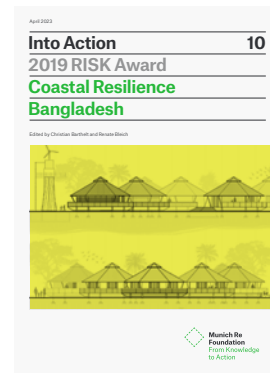 April 2023
Into Action 10
2019 RISK Award
Coastal Resilience
Bangladesh
Edited by Christian Barthelt and Renate Bleich
Munich Re
Foundation
From Knowledge
to Action